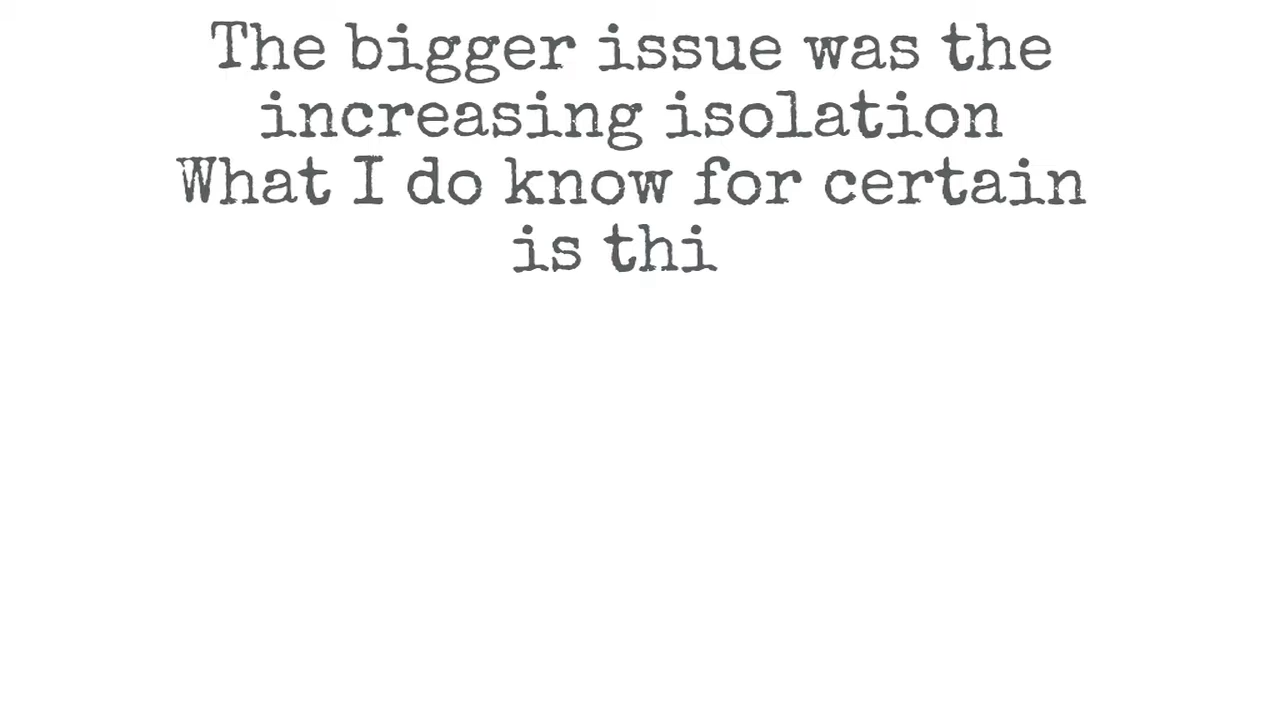 The bigger issue was the
increasing isolation
What I do know for certain
is thi